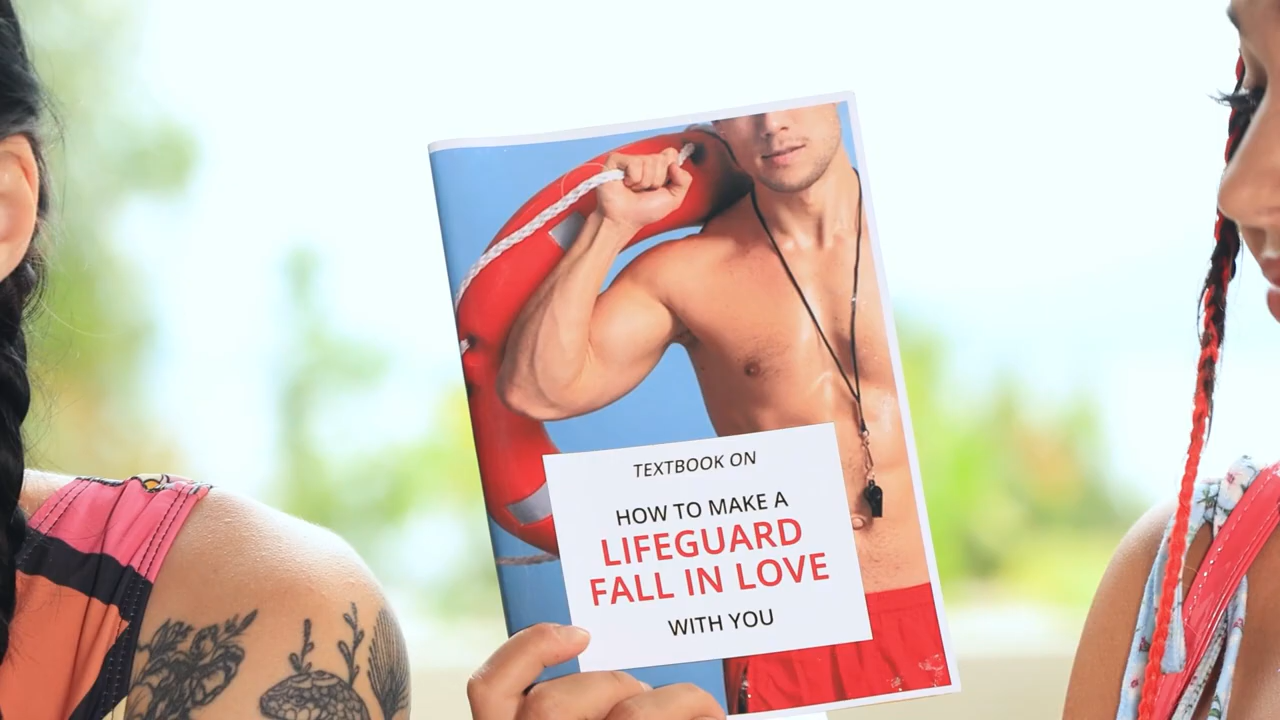 TEXTBOOK ON
HOW TO MAKE A
LIFEGUARD
FALL IN LOVE
WITH YOU